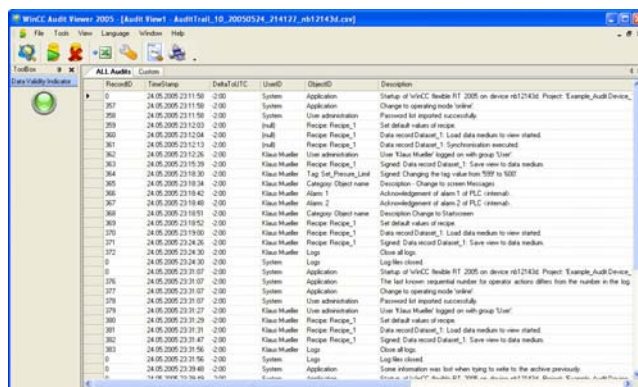 WinCC Audit Viewer 2005 - [Audit View1 - AuditTrail_10_20050524_214127_nb12143d.csv]
File Tools View Language Window Help
ToolBox
Data Validity Indicator
ALL Audits Custom
RecordID TimeStamp DeltaToUTC UserID ObjectID Description
0 24.05.2005 23:11:58 -2:00 System Application Startup of WinCC flexible RT 2005 on device nb12143d. Project: 'Example_Audit Device_
357 24.05.2005 23:11:58 -2:00 System Application Change to operating mode 'online'.
358 24.05.2005 23:11:58 -2:00 System User administration Password list imported successfully.
359 24.05.2005 23:12:03 -2:00 (null) Recipe: Recipe_1 Set default values of recipe.
360 24.05.2005 23:12:04 -2:00 (null) Recipe: Recipe_1 Data record Dataset_1: Load data medium to view started.
361 24.05.2005 23:12:13 -2:00 (null) Recipe: Recipe_1 Data record Dataset_1: Synchronisation executed.
362 24.05.2005 23:12:26 -2:00 Klaus Mueller User administration User 'Klaus Mueller' logged on with group 'User'.
363 24.05.2005 23:15:39 -2:00 Klaus Mueller Recipe: Recipe_1 Signed: Data record Dataset_1: Save view to data medium.
364 24.05.2005 23:18:30 -2:00 Klaus Mueller Tag: Set_Presure_Limit Signed: Changing the tag value from '599' to '600'.
365 24.05.2005 23:18:34 -2:00 Klaus Mueller Category: Object name Description - Change to screen Messages
366 24.05.2005 23:18:42 -2:00 Klaus Mueller Alarm: 1 Acknowledgement of alarm 1 of PLC <internal>.
367 24.05.2005 23:18:48 -2:00 Klaus Mueller Alarm: 2 Acknowledgement of alarm 2 of PLC <internal>.
368 24.05.2005 23:18:51 -2:00 Klaus Mueller Category: Object name Description Change to Startscreen
369 24.05.2005 23:18:52 -2:00 Klaus Mueller Recipe: Recipe_1 Set default values of recipe.
370 24.05.2005 23:19:00 -2:00 Klaus Mueller Recipe: Recipe_1 Data record Dataset_1: Load data medium to view started.
371 24.05.2005 23:24:26 -2:00 Klaus Mueller Recipe: Recipe_1 Signed: Data record Dataset_1: Save view to data medium.
372 24.05.2005 23:24:30 -2:00 Klaus Mueller Logs Close all logs.
0 24.05.2005 23:24:30 -2:00 System Logs Log files closed.
0 24.05.2005 23:31:07 -2:00 System Application Startup of WinCC flexible RT 2005 on device nb12143d. Project: 'Example_Audit Device_
376 24.05.2005 23:31:07 -2:00 System Application The last known sequential number for operator actions differs from the number in the log.
377 24.05.2005 23:31:07 -2:00 System Application Change to operating mode 'online'.
378 24.05.2005 23:31:07 -2:00 System User administration Password list imported successfully.
379 24.05.2005 23:31:27 -2:00 Klaus Mueller User administration User 'Klaus Mueller' logged on with group 'User'.
380 24.05.2005 23:31:29 -2:00 Klaus Mueller Recipe: Recipe_1 Set default values of recipe.
381 24.05.2005 23:31:31 -2:00 Klaus Mueller Recipe: Recipe_1 Data record Dataset_1: Load data medium to view started.
382 24.05.2005 23:31:47 -2:00 Klaus Mueller Recipe: Recipe_1 Signed: Data record Dataset_1: Save view to data medium.
383 24.05.2005 23:31:56 -2:00 Klaus Mueller Logs Close all logs.
0 24.05.2005 23:31:56 -2:00 System Logs Log files closed.
0 24.05.2005 23:39:48 -2:00 System Application Some information was lost when trying to write to the archive previously.